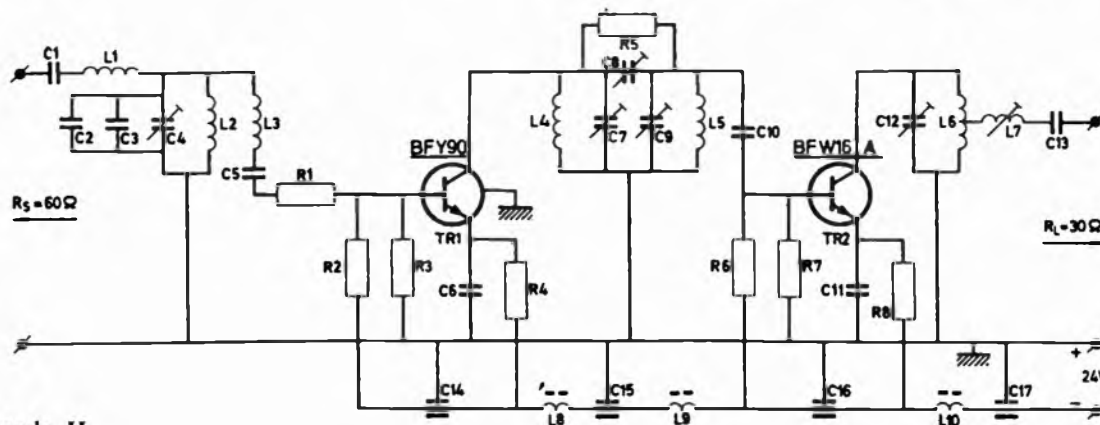 C1
L1
C2
C3
C4
L2
L3
C5
R1
RS=60Ω
BFY90
TR1
R2
R3
C6
R4
R5
C8
L4
C7
C9
L5
C10
BFW16 A
TR2
R6
R7
C11
R8
C12
L6
L7
C13
RL=30Ω
+
24V
−
C14
L8
C15
L9
C16
L10
C17